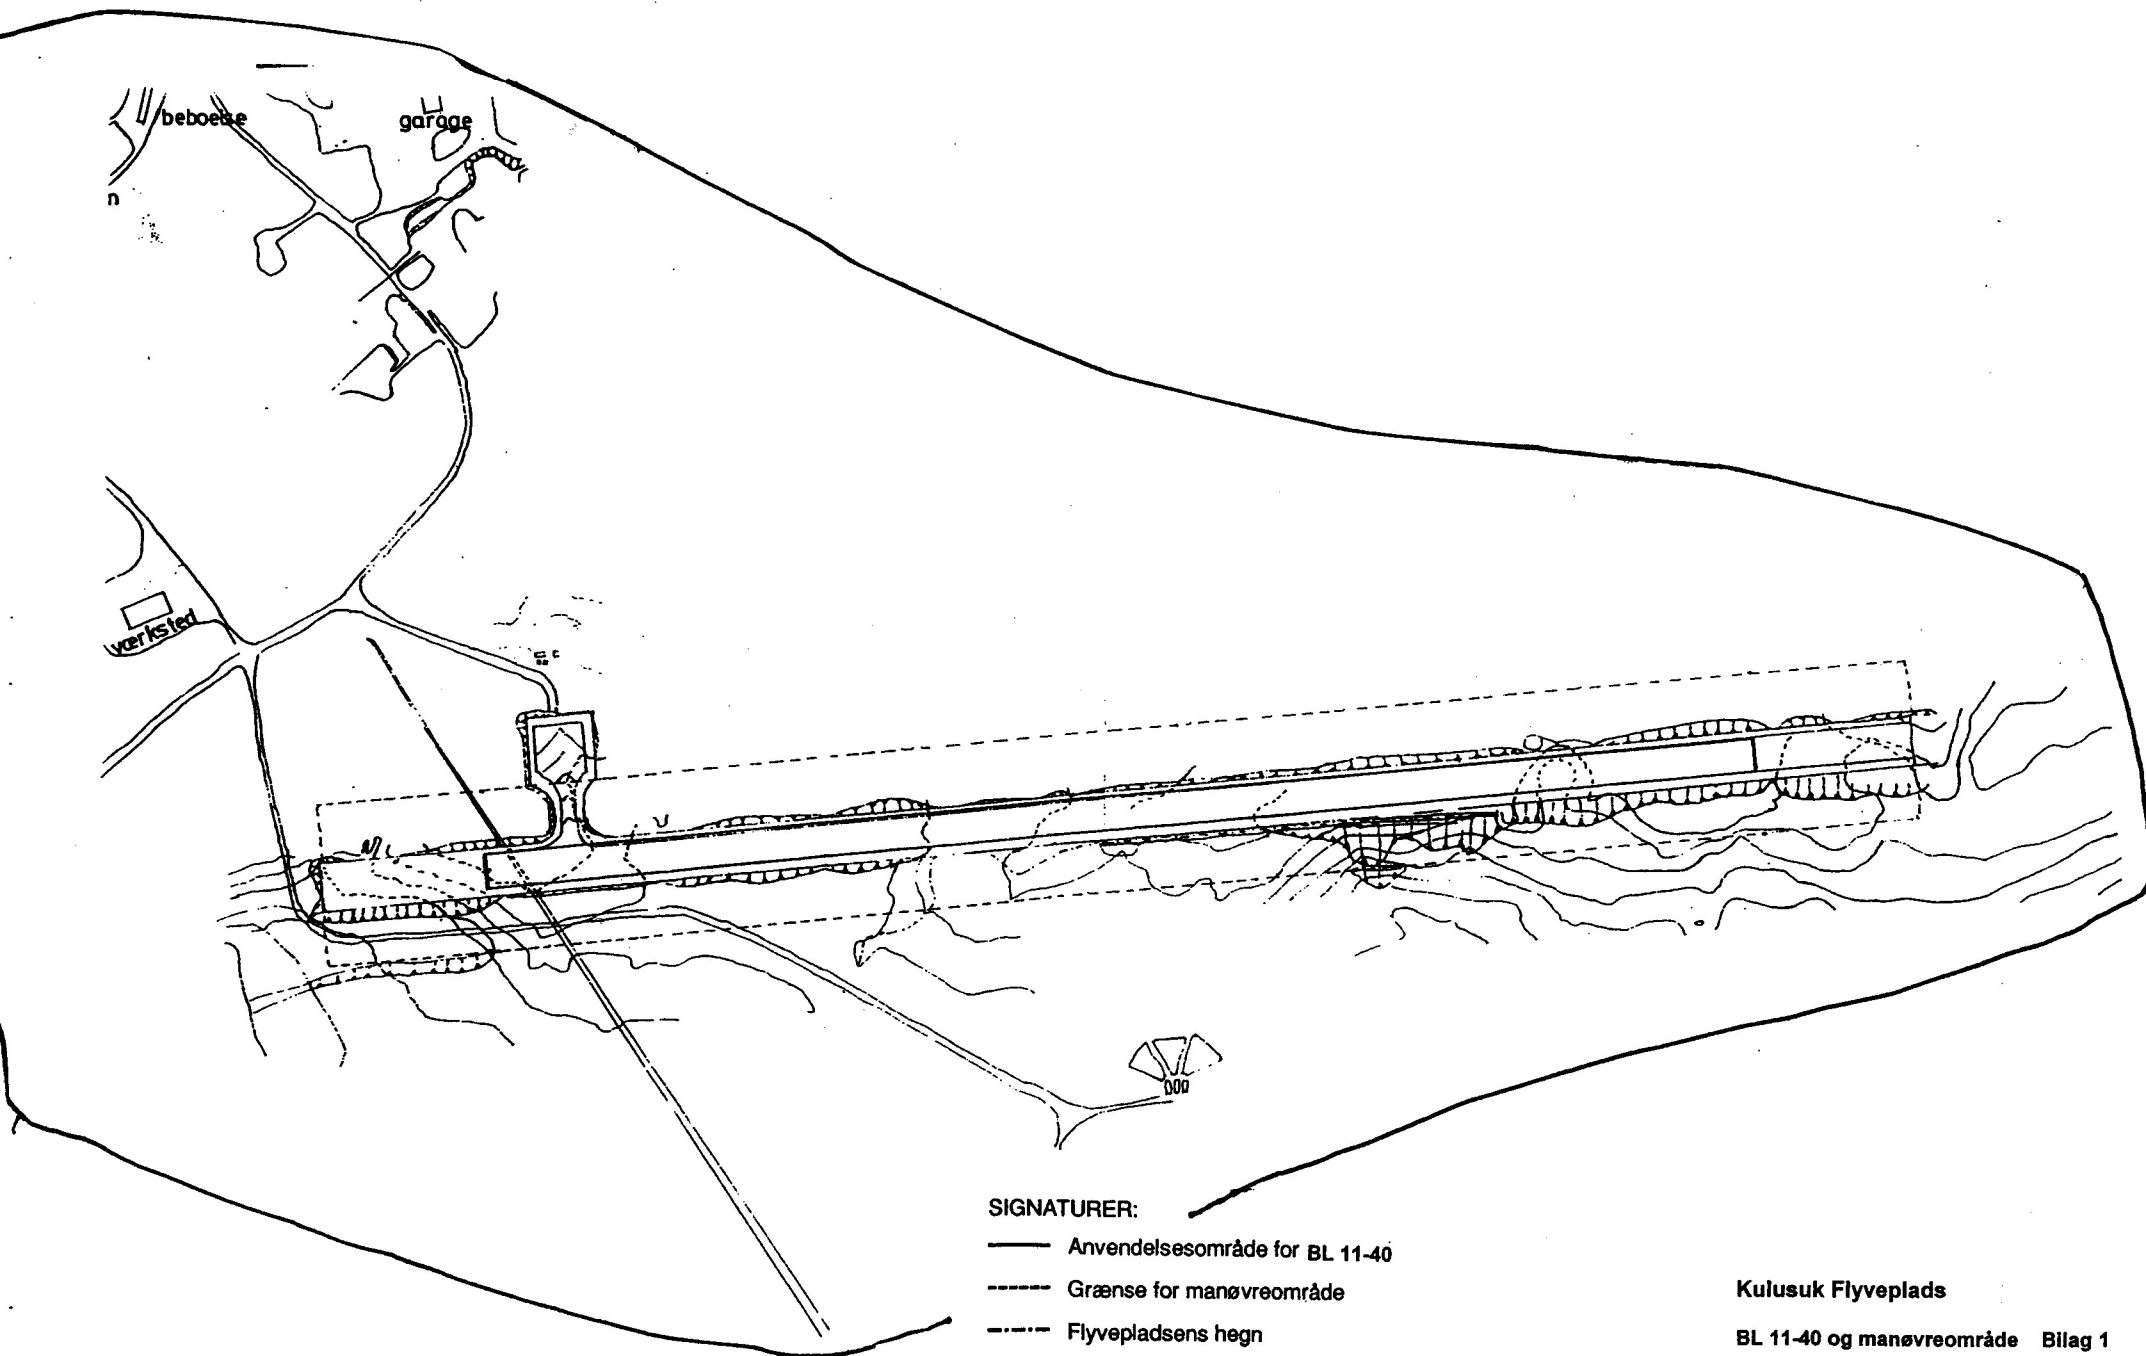 beboelse
garage
n
værksted
SIGNATURER:
Anvendelsesområde for BL 11-40
Grænse for manøvreområde
Flyvepladsens hegn
Kulusuk Flyveplads
BL 11-40 og manøvreområde Bilag 1